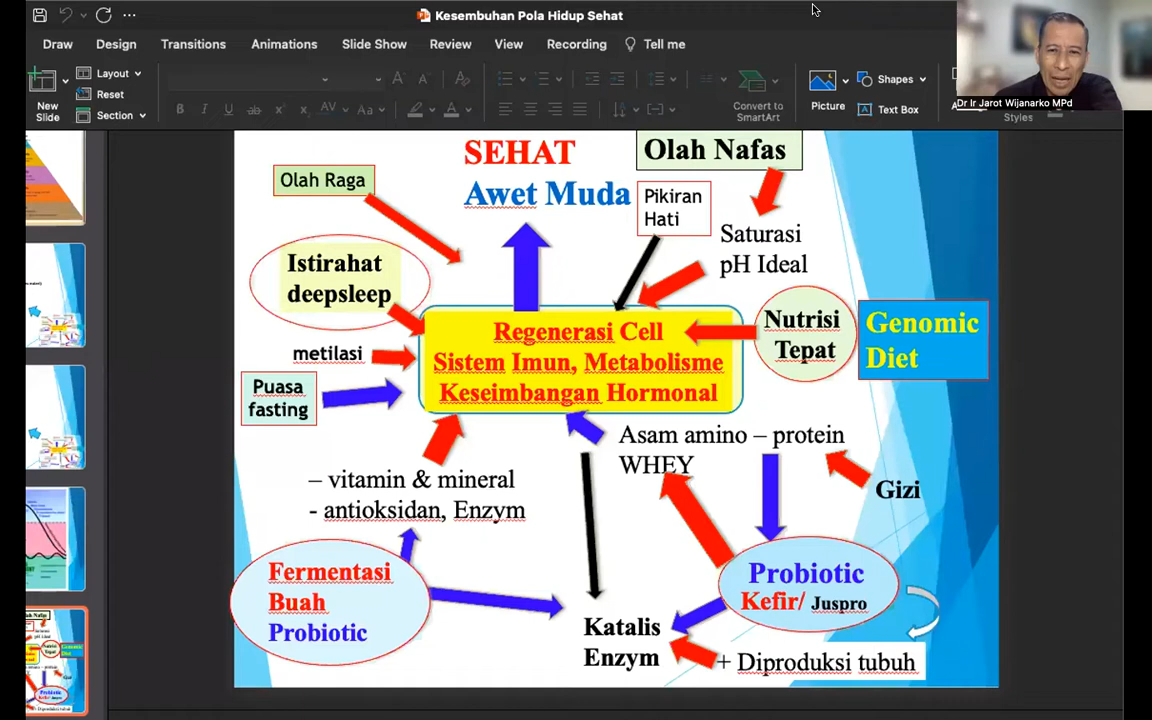 Kesembuhan Pola Hidup Sehat
Draw Design Transitions Animations Slide Show Review View Recording Tell me
New Slide
Layout
Reset
Section
B I U
Aa
Convert to SmartArt
Picture
Shapes
Text Box
Styles
Dr Ir Jarot Wijanarko MPd
SEHAT
Awet Muda
Olah Nafas
Olah Raga
Pikiran
Hati
Saturasi
pH Ideal
Istirahat
deepsleep
Regenerasi Cell
Sistem Imun, Metabolisme
Keseimbangan Hormonal
Nutrisi
Tepat
Genomic
Diet
metilasi
Puasa
fasting
Asam amino – protein
WHEY
Gizi
– vitamin & mineral
- antioksidan, Enzym
Fermentasi
Buah
Probiotic
Probiotic
Kefir/ Juspro
Katalis
Enzym
+ Diproduksi tubuh